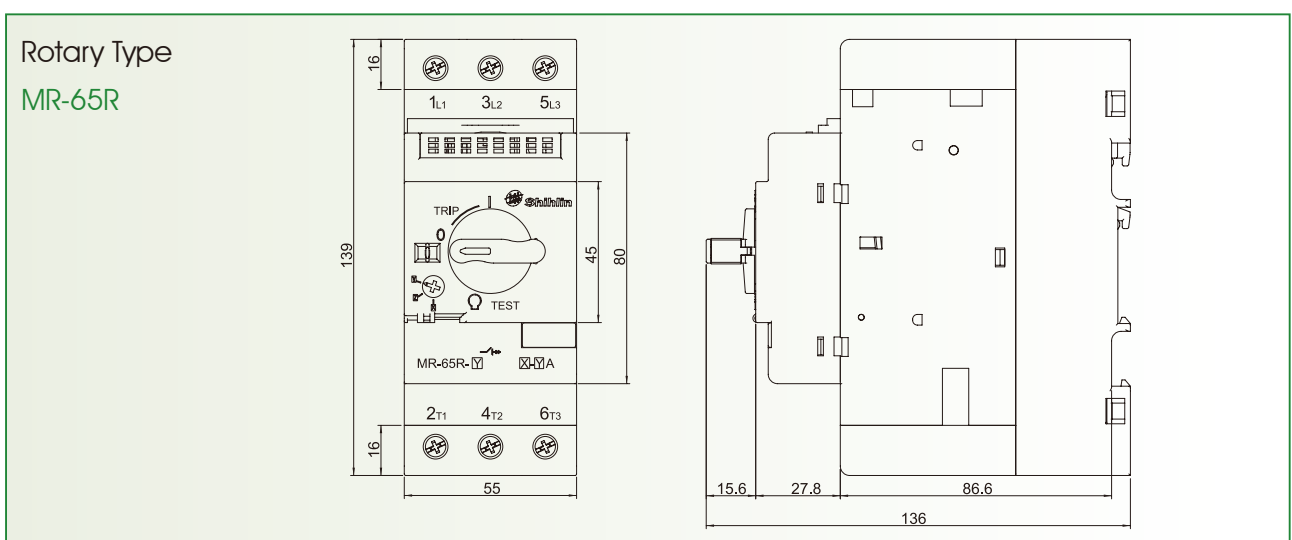 Rotary Type
MR-65R
16
1L1 3L2 5L3
Shihlin
TRIP
0
139
45
80
TEST
MR-65R-Y X-YA
2T1 4T2 6T3
16
55
15.6 27.8 86.6
136